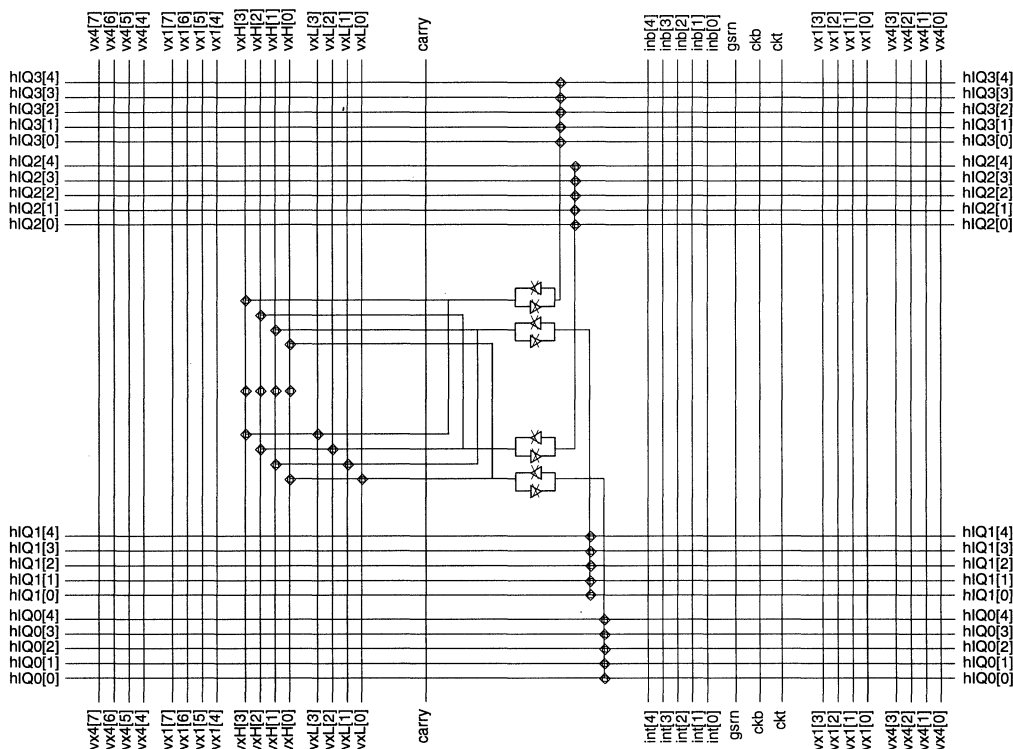 vx4[7]
vx4[6]
vx4[5]
vx4[4]
vx1[7]
vx1[6]
vx1[5]
vx1[4]
vxH[3]
vxH[2]
vxH[1]
vxH[0]
vxL[3]
vxL[2]
vxL[1]
vxL[0]
carry
inb[4]
inb[3]
inb[2]
inb[1]
inb[0]
gsrn
ckb
ckt
vx1[3]
vx1[2]
vx1[1]
vx1[0]
vx4[3]
vx4[2]
vx4[1]
vx4[0]
hIQ3[4] hIQ3[4]
hIQ3[3] hIQ3[3]
hIQ3[2] hIQ3[2]
hIQ3[1] hIQ3[1]
hIQ3[0] hIQ3[0]
hIQ2[4] hIQ2[4]
hIQ2[3] hIQ2[3]
hIQ2[2] hIQ2[2]
hIQ2[1] hIQ2[1]
hIQ2[0] hIQ2[0]
hIQ1[4] hIQ1[4]
hIQ1[3] hIQ1[3]
hIQ1[2] hIQ1[2]
hIQ1[1] hIQ1[1]
hIQ1[0] hIQ1[0]
hIQ0[4] hIQ0[4]
hIQ0[3] hIQ0[3]
hIQ0[2] hIQ0[2]
hIQ0[1] hIQ0[1]
hIQ0[0] hIQ0[0]
vx4[7]
vx4[6]
vx4[5]
vx4[4]
vx1[7]
vx1[6]
vx1[5]
vx1[4]
vxH[3]
vxH[2]
vxH[1]
vxH[0]
vxL[3]
vxL[2]
vxL[1]
vxL[0]
carry
int[4]
int[3]
int[2]
int[1]
int[0]
gsrn
ckb
ckt
vx1[3]
vx1[2]
vx1[1]
vx1[0]
vx4[3]
vx4[2]
vx4[1]
vx4[0]